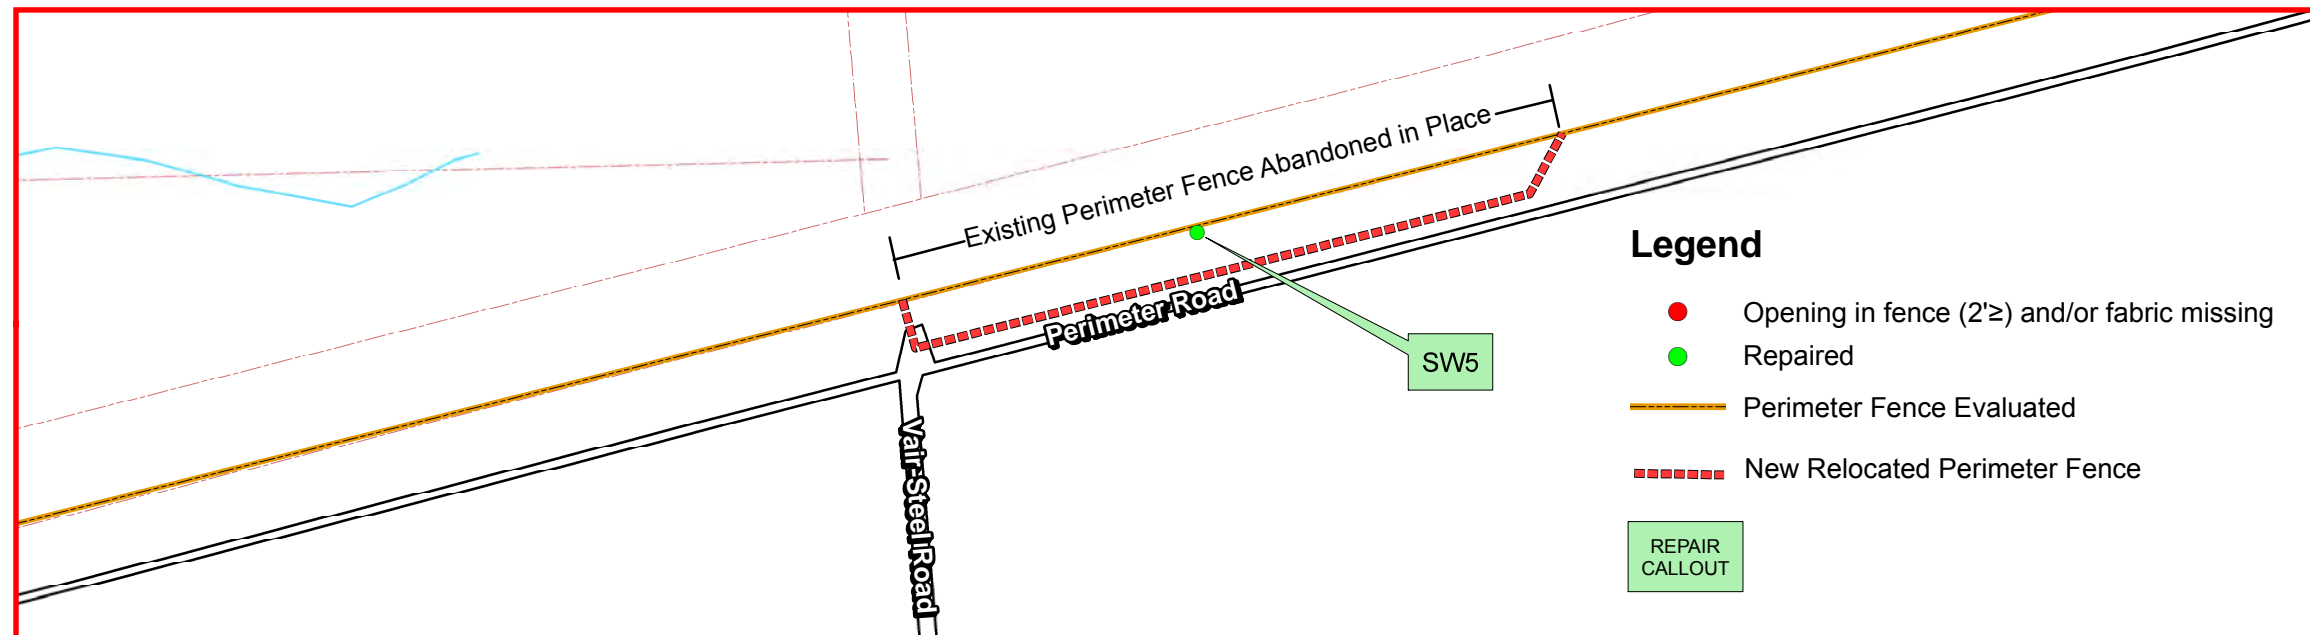 Existing Perimeter Fence Abandoned in Place
Perimeter Road
Vair-Steel Road
SW5
Legend
Opening in fence (2'≥) and/or fabric missing
Repaired
Perimeter Fence Evaluated
New Relocated Perimeter Fence
REPAIR
CALLOUT